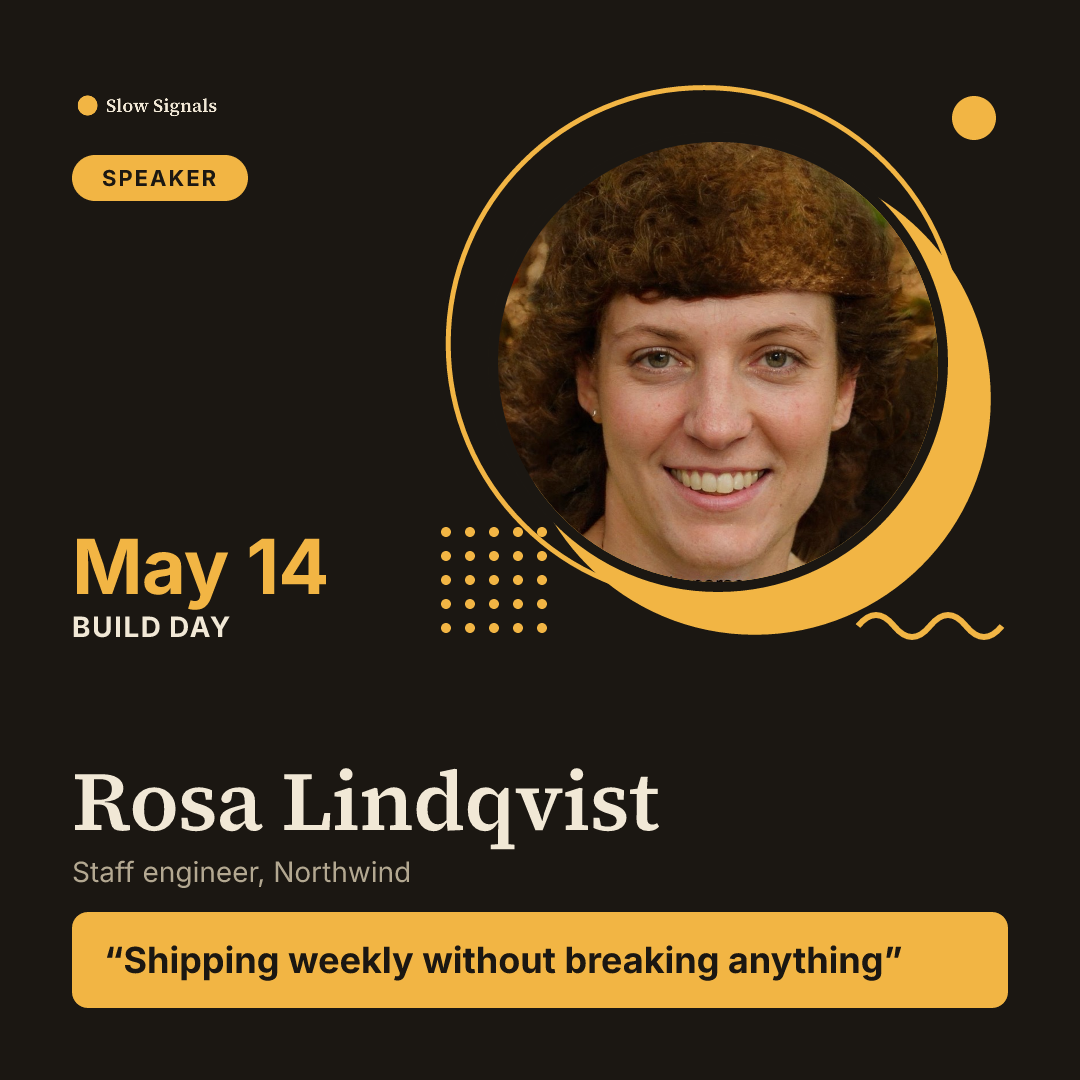 Slow Signals
SPEAKER
May 14
BUILD DAY
Rosa Lindqvist
Staff engineer, Northwind
“Shipping weekly without breaking anything”